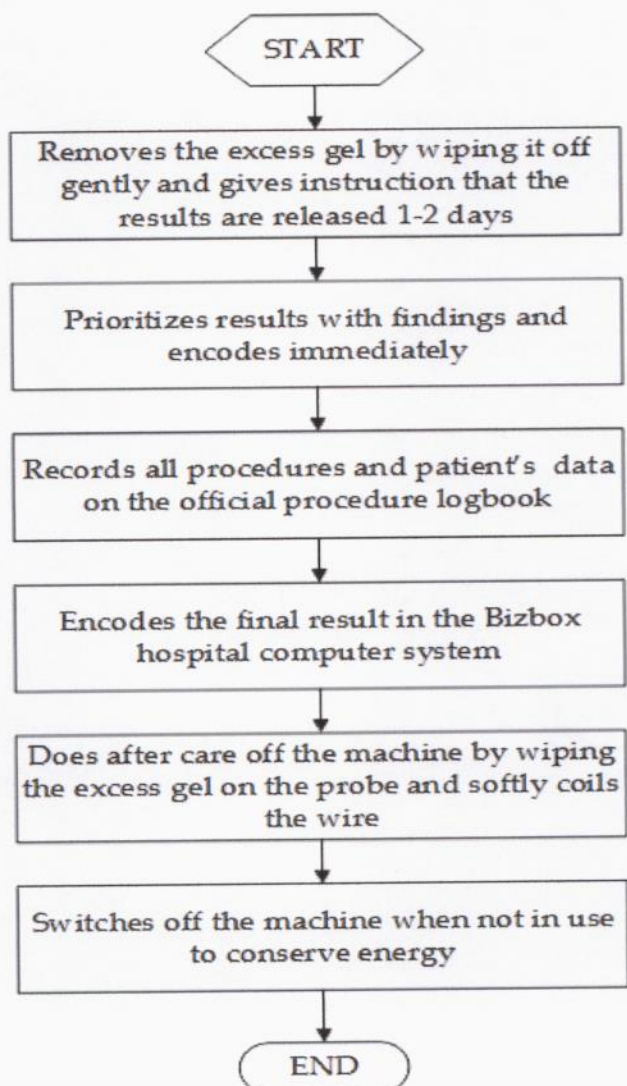 START
Removes the excess gel by wiping it off
gently and gives instruction that the
results are released 1-2 days
Prioritizes results with findings and
encodes immediately
Records all procedures and patient's data
on the official procedure logbook
Encodes the final result in the Bizbox
hospital computer system
Does after care off the machine by wiping
the excess gel on the probe and softly coils
the wire
Switches off the machine when not in use
to conserve energy
END